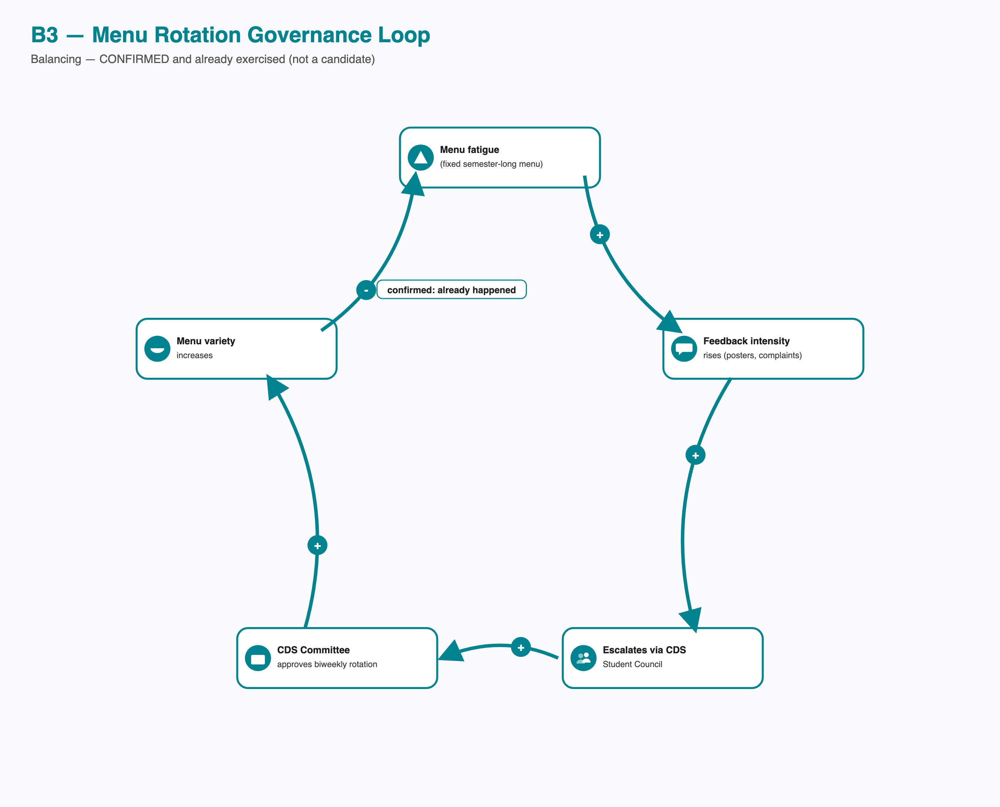 B3 — Menu Rotation Governance Loop
Balancing — CONFIRMED and already exercised (not a candidate)
Menu fatigue
(fixed semester-long menu)
+
-
confirmed: already happened
Menu variety
increases
Feedback intensity
rises (posters, complaints)
+
+
CDS Committee
approves biweekly rotation
+
Escalates via CDS
Student Council